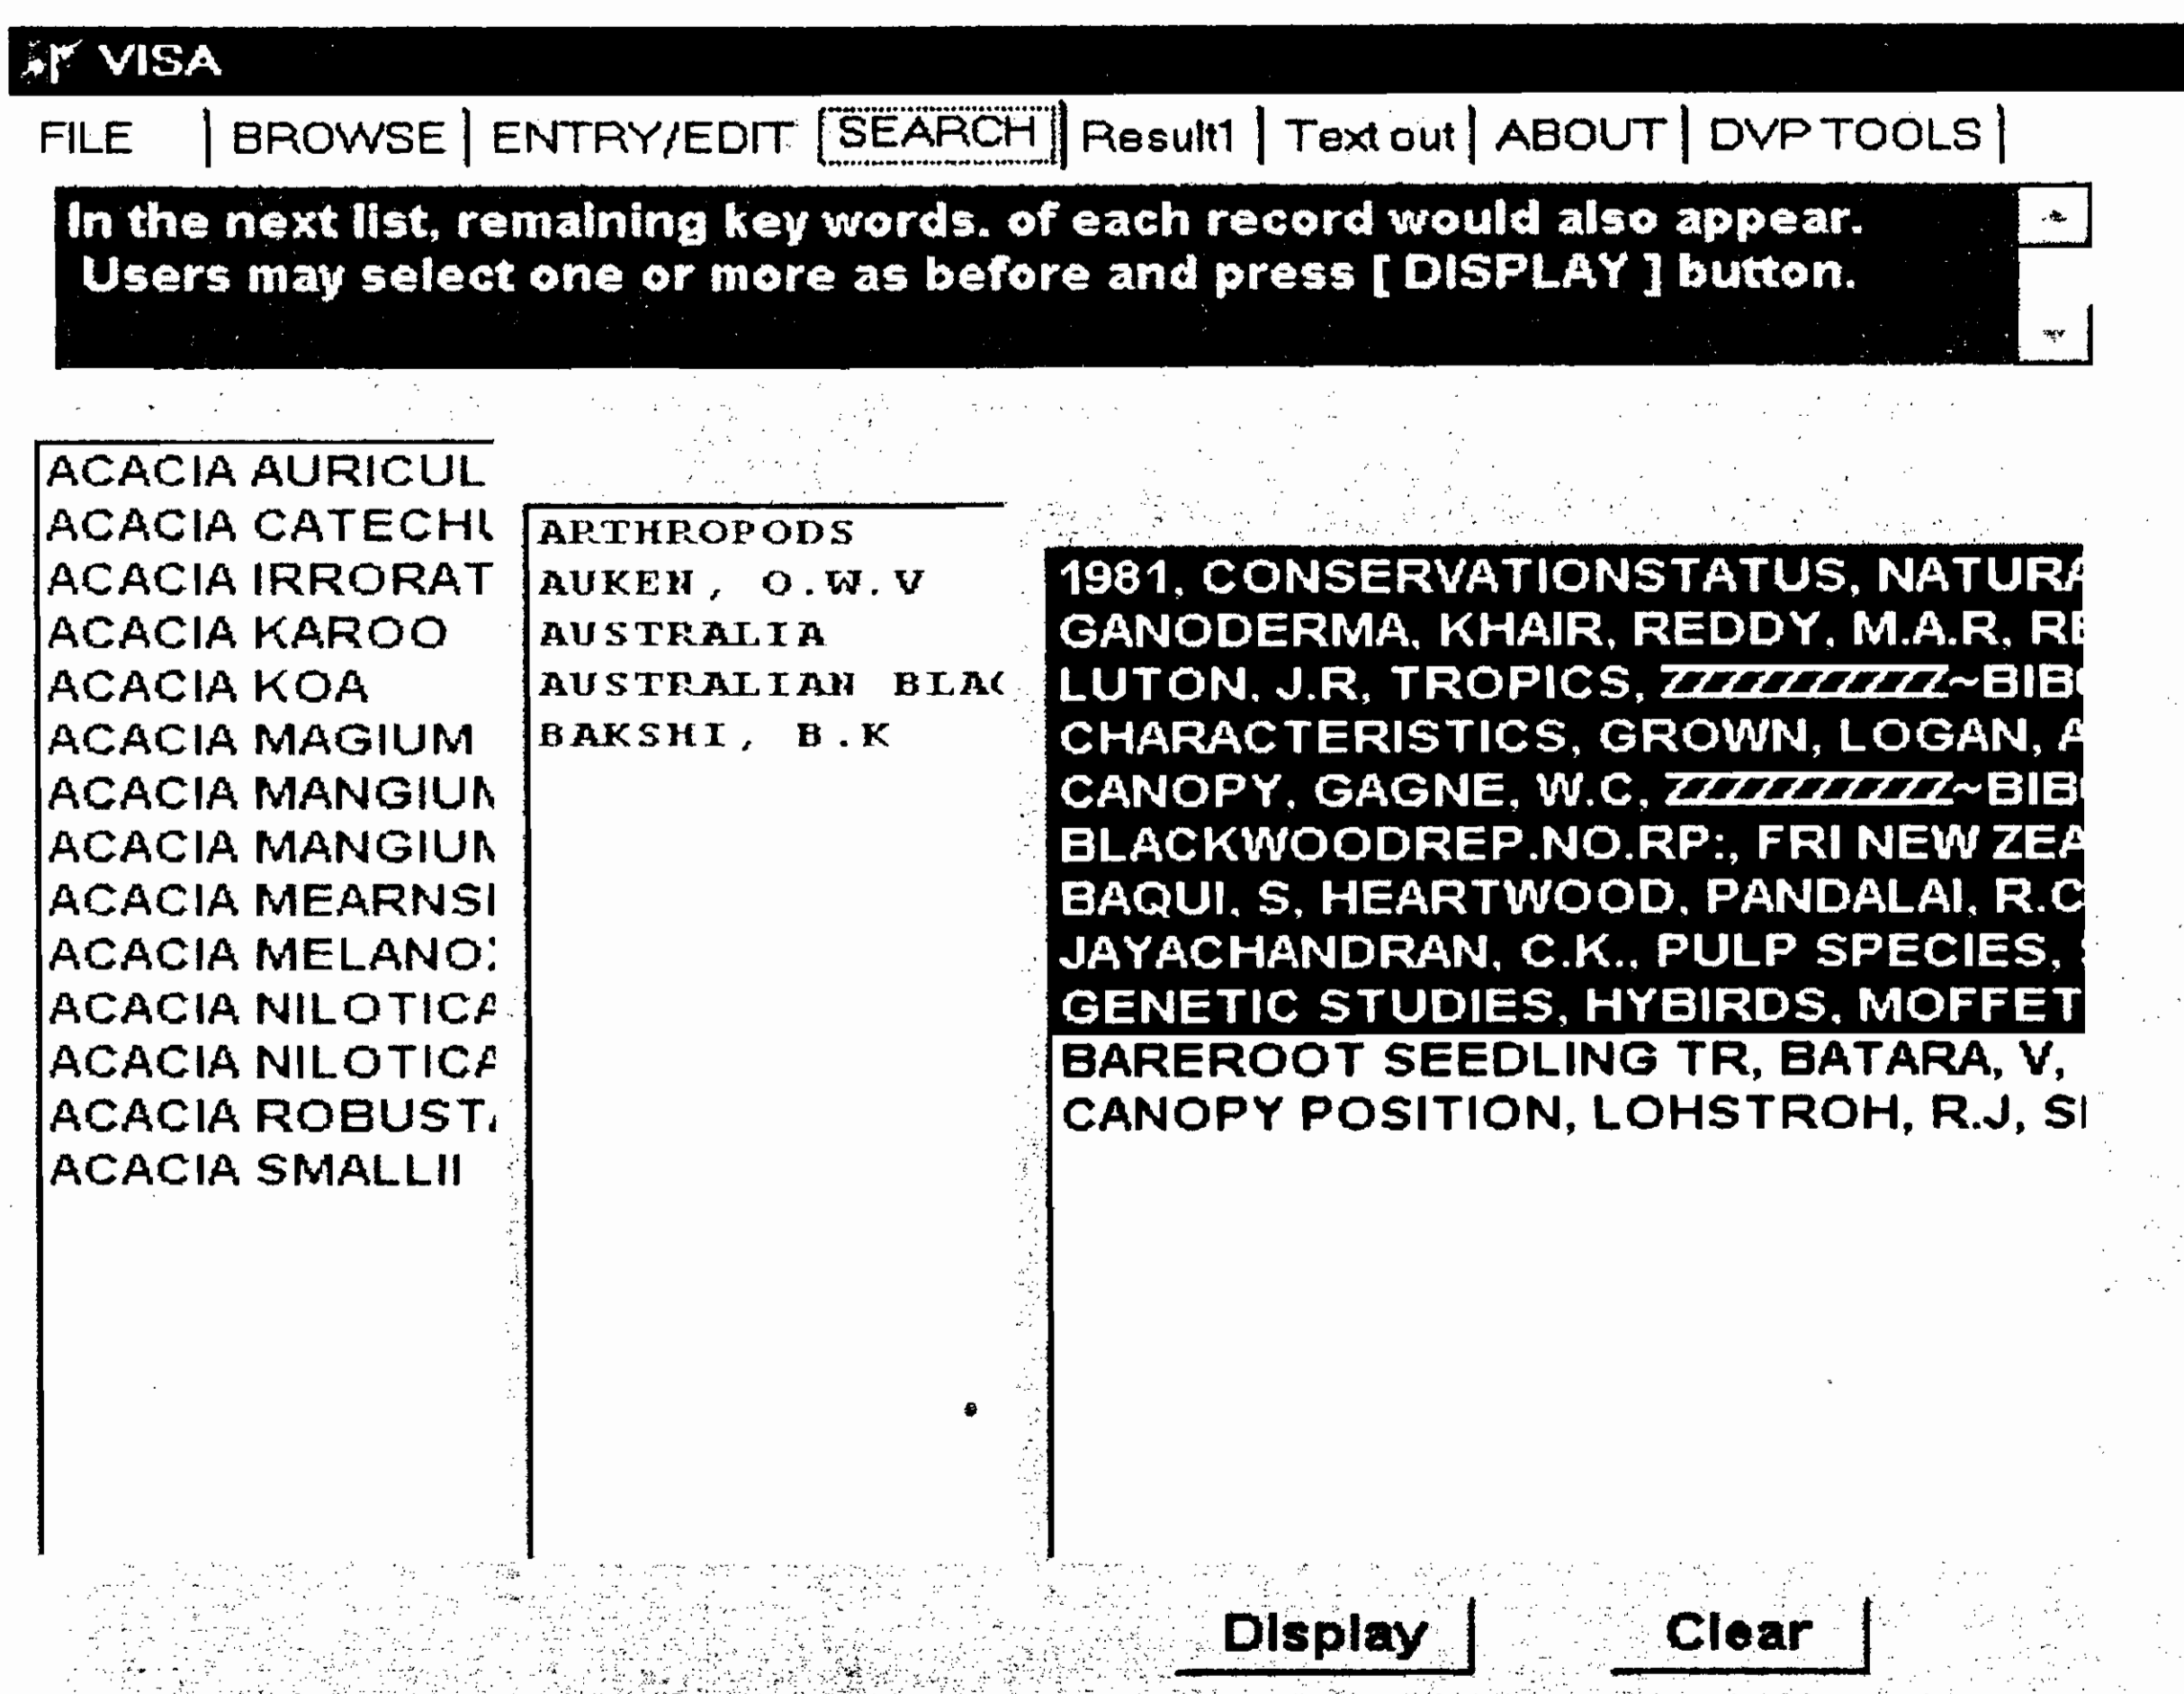 VISA
FILE | BROWSE | ENTRY/EDIT SEARCH | Result1 | Text out | ABOUT | DVP TOOLS |
In the next list, remaining key words. of each record would also appear.
Users may select one or more as before and press [ DISPLAY ] button.
ACACIA AURICUL
ACACIA CATECHU
ACACIA IRRORAT
ACACIA KAROO
ACACIA KOA
ACACIA MAGIUM
ACACIA MANGIUM
ACACIA MANGIUM
ACACIA MEARNSI
ACACIA MELANO
ACACIA NILOTICA
ACACIA NILOTICA
ACACIA ROBUST
ACACIA SMALLII
ARTHROPODS
AUKEN, O.W.V
AUSTRALIA
AUSTRALIAN BLAC
BAKSHI, B.K
1981, CONSERVATIONSTATUS, NATURA
GANODERMA, KHAIR, REDDY, M.A.R, RE
LUTON, J.R, TROPICS, ~BIB
CHARACTERISTICS, GROWN, LOGAN, A
CANOPY, GAGNE, W.C, ~BIB
BLACKWOODREP.NO.RP:, FRI NEW ZEA
BAQUI, S, HEARTWOOD, PANDALAI, R.C
JAYACHANDRAN, C.K., PULP SPECIES,
GENETIC STUDIES, HYBIRDS, MOFFET
BAREROOT SEEDLING TR, BATARA, V,
CANOPY POSITION, LOHSTROH, R.J, S
Display Clear